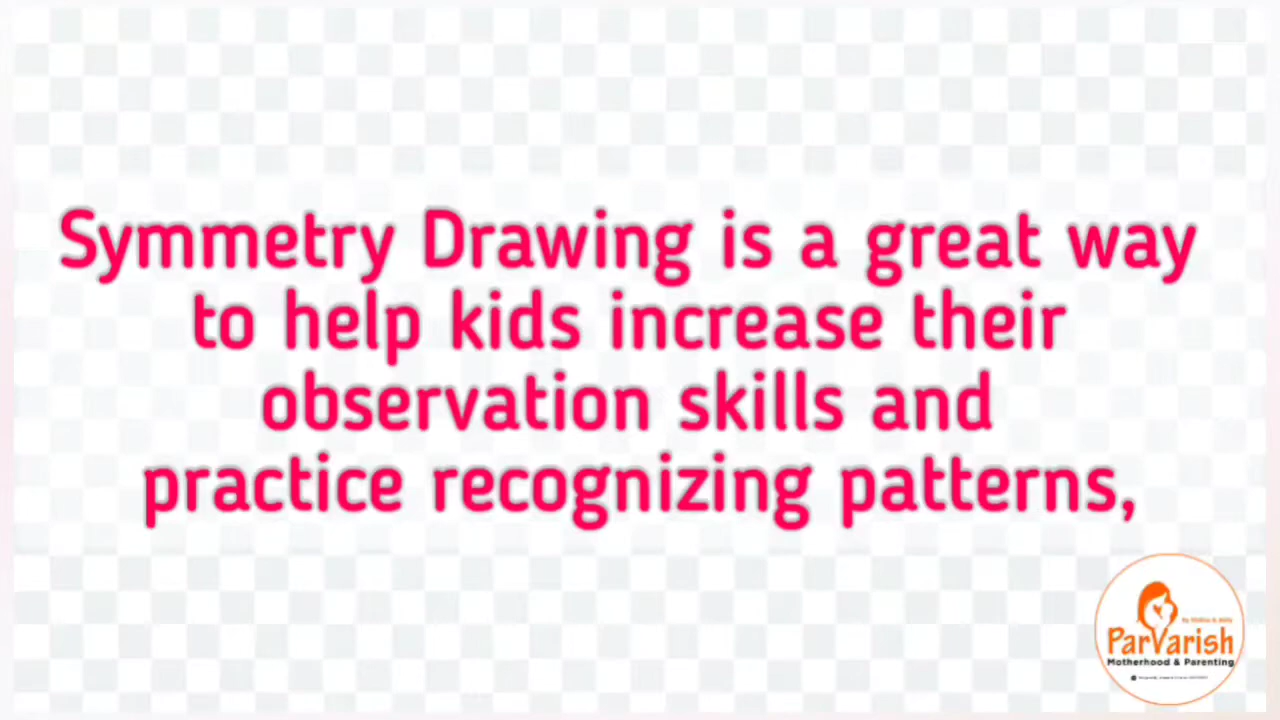 Symmetry Drawing is a great way
to help kids increase their
observation skills and
practice recognizing patterns,
ParVarish
Motherhood & Parenting